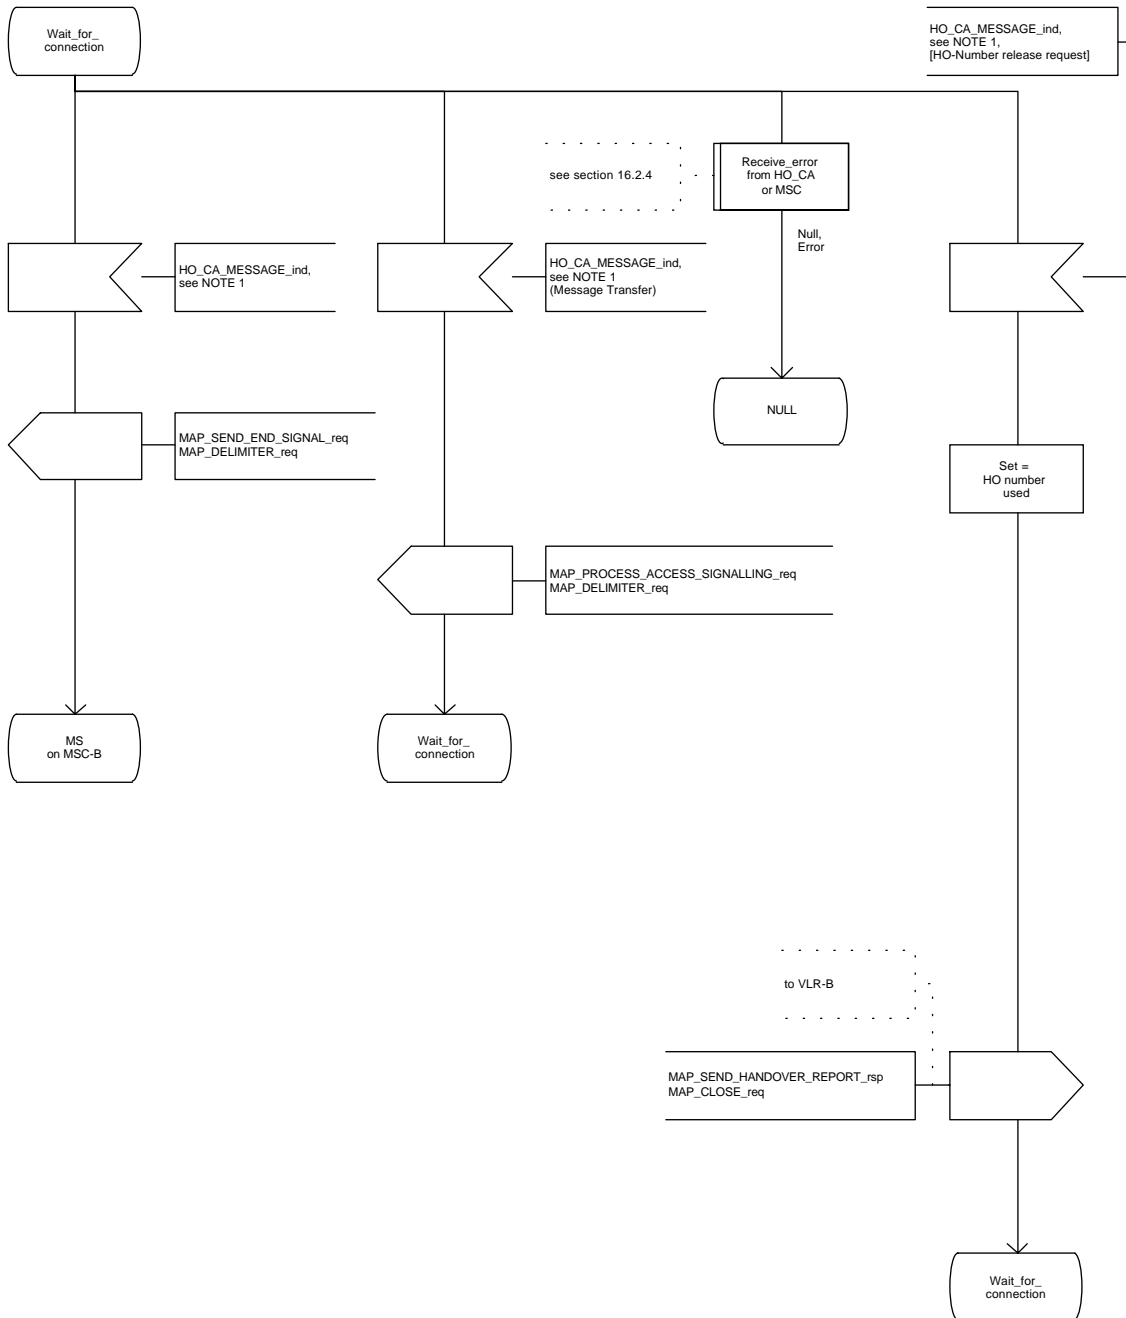 Wait_for_
connection
HO_CA_MESSAGE_ind,
see NOTE 1,
[HO-Number release request]
see section 16.2.4
Receive_error
from HO_CA
or MSC
Null,
Error
HO_CA_MESSAGE_ind,
see NOTE 1
HO_CA_MESSAGE_ind,
see NOTE 1
(Message Transfer)
NULL
MAP_SEND_END_SIGNAL_req
MAP_DELIMITER_req
Set =
HO number
used
MAP_PROCESS_ACCESS_SIGNALLING_req
MAP_DELIMITER_req
MS
on MSC-B
Wait_for_
connection
to VLR-B
MAP_SEND_HANDOVER_REPORT_rsp
MAP_CLOSE_req
Wait_for_
connection